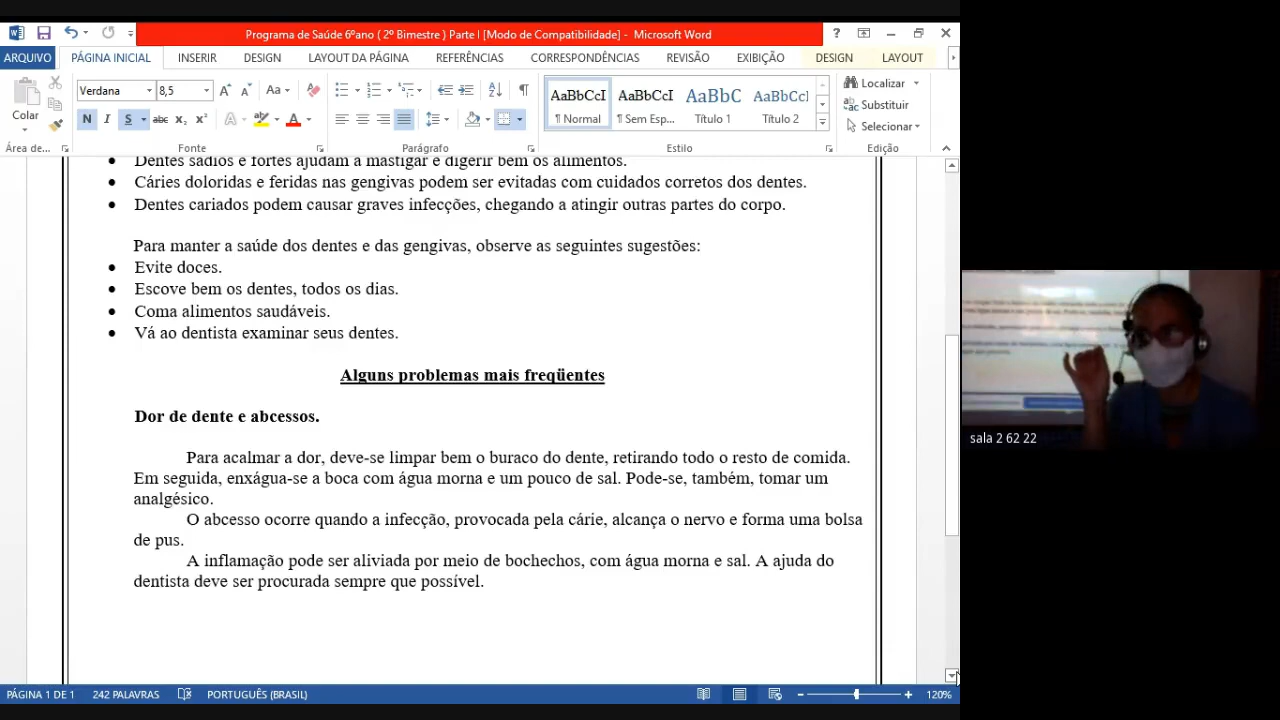 Programa de Saúde 6ºano ( 2º Bimestre ) Parte I [Modo de Compatibilidade] - Microsoft Word
ARQUIVO PÁGINA INICIAL INSERIR DESIGN LAYOUT DA PÁGINA REFERÊNCIAS CORRESPONDÊNCIAS REVISÃO EXIBIÇÃO DESIGN LAYOUT
Colar
Verdana 8,5
Área de...
Fonte
Parágrafo
AaBbCcI AaBbCcI AaBbC AaBbCcI
¶ Normal ¶ Sem Esp... Título 1 Título 2
Estilo
Localizar
Substituir
Selecionar
Edição
Dentes sadios e fortes ajudam a mastigar e digerir bem os alimentos.
• Cáries doloridas e feridas nas gengivas podem ser evitadas com cuidados corretos dos dentes.
• Dentes cariados podem causar graves infecções, chegando a atingir outras partes do corpo.
Para manter a saúde dos dentes e das gengivas, observe as seguintes sugestões:
• Evite doces.
• Escove bem os dentes, todos os dias.
• Coma alimentos saudáveis.
• Vá ao dentista examinar seus dentes.
Alguns problemas mais freqüentes
Dor de dente e abcessos.
Para acalmar a dor, deve-se limpar bem o buraco do dente, retirando todo o resto de comida.
Em seguida, enxágua-se a boca com água morna e um pouco de sal. Pode-se, também, tomar um
analgésico.
O abcesso ocorre quando a infecção, provocada pela cárie, alcança o nervo e forma uma bolsa
de pus.
A inflamação pode ser aliviada por meio de bochechos, com água morna e sal. A ajuda do
dentista deve ser procurada sempre que possível.
PÁGINA 1 DE 1 242 PALAVRAS PORTUGUÊS (BRASIL) 120%
sala 2 62 22